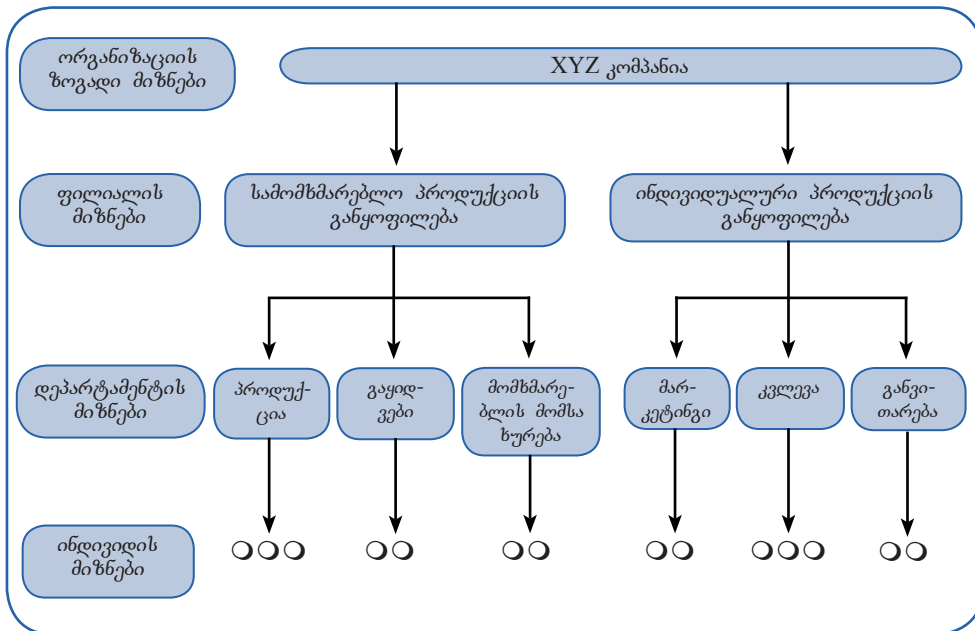 ორგანიზაციის
ზოგადი მიზნები
XYZ კომპანია
ფილიალის
მიზნები
სამომხმარებლო პროდუქციის
განყოფილება
ინდივიდუალური პროდუქციის
განყოფილება
დეპარტამენტის
მიზნები
პროდუქ-
ცია
გაყიდ-
ვები
მომხმარე-
ბლის მომსა
ხურება
მარ-
კეტინგი
კვლევა
განვი-
თარება
ინდივიდის
მიზნები